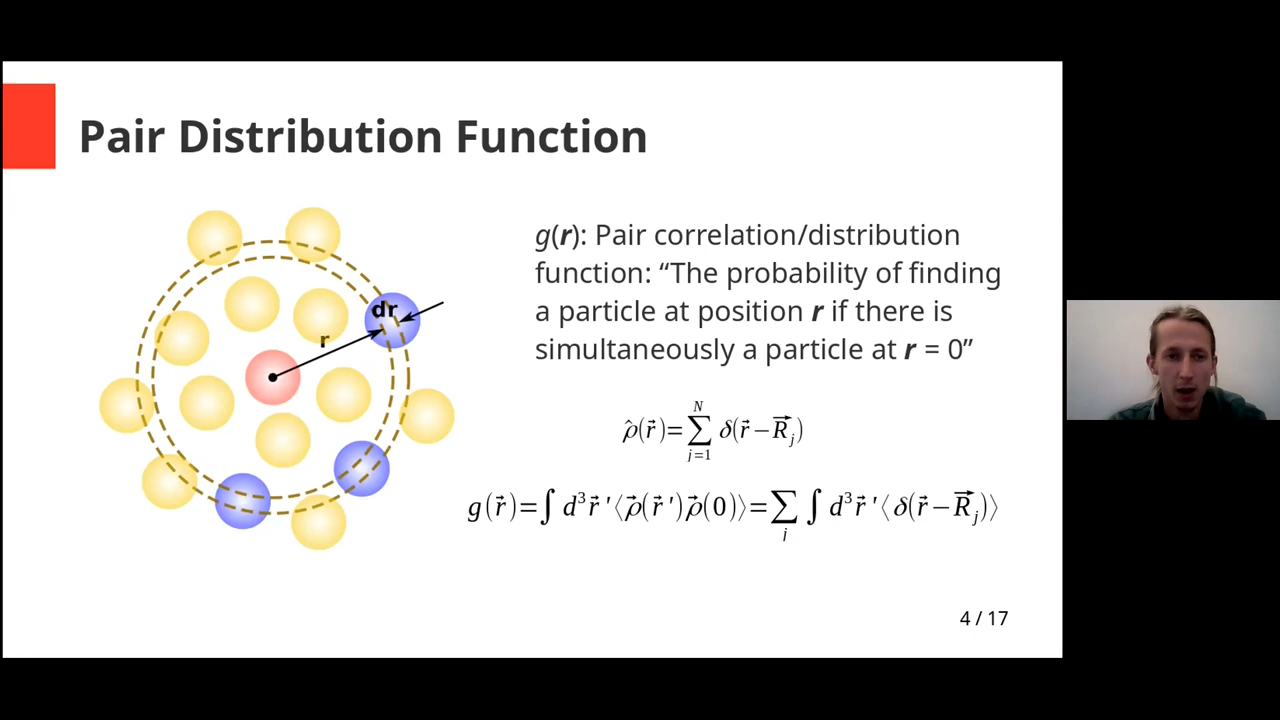 Pair Distribution Function
dr
r
g(r): Pair correlation/distribution
function: “The probability of finding
a particle at position r if there is
simultaneously a particle at r = 0”
ρ̂(r⃗)=∑_{j=1}^{N} δ(r⃗−R⃗_j)
g(r⃗)=∫ d³r⃗ '⟨ρ⃗(r⃗ ')ρ⃗(0)⟩=∑_j ∫ d³r⃗ '⟨δ(r⃗−R⃗_j)⟩
4 / 17